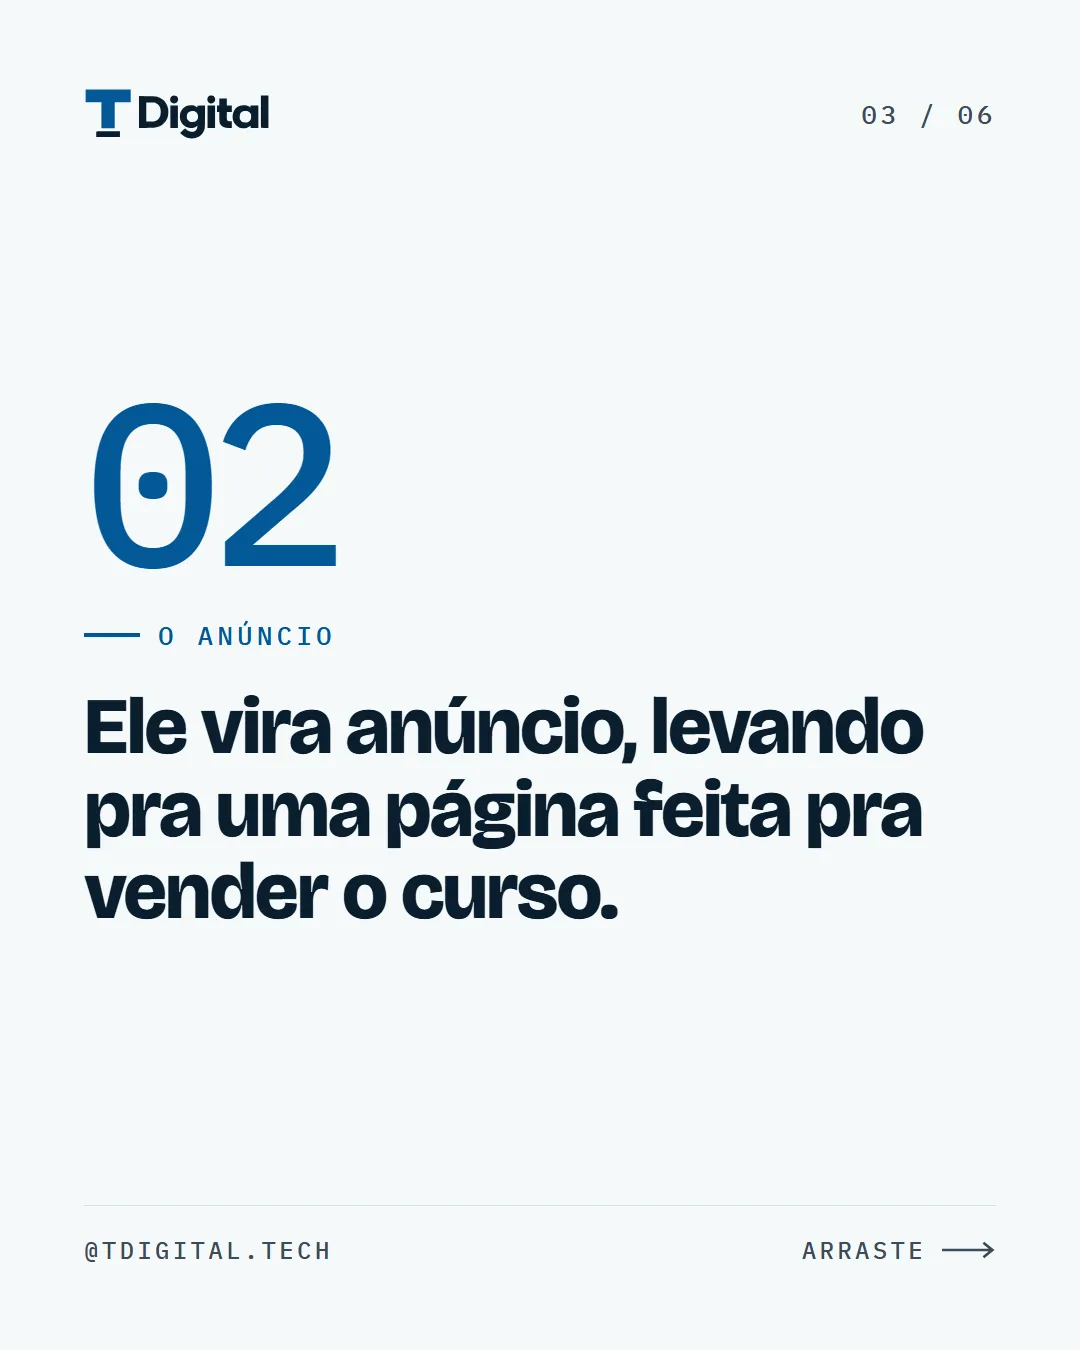 T Digital
03 / 06
02
O ANÚNCIO
Ele vira anúncio, levando
pra uma página feita pra
vender o curso.
@TDIGITAL.TECH
ARRASTE